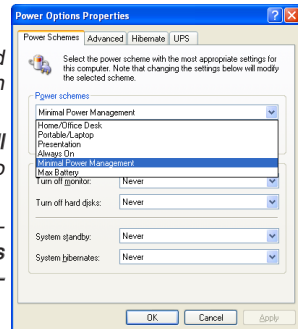 Power Options Properties
Power Schemes Advanced Hibernate UPS
Select the power scheme with the most appropriate settings for
this computer. Note that changing the settings below will modify
the selected scheme.
Power schemes
Minimal Power Management
Home/Office Desk
Portable/Laptop
Presentation
Always On
Minimal Power Management
Max Battery
Turn off monitor: Never
Turn off hard disks: Never
System standby: Never
System hibernates: Never
OK Cancel Apply